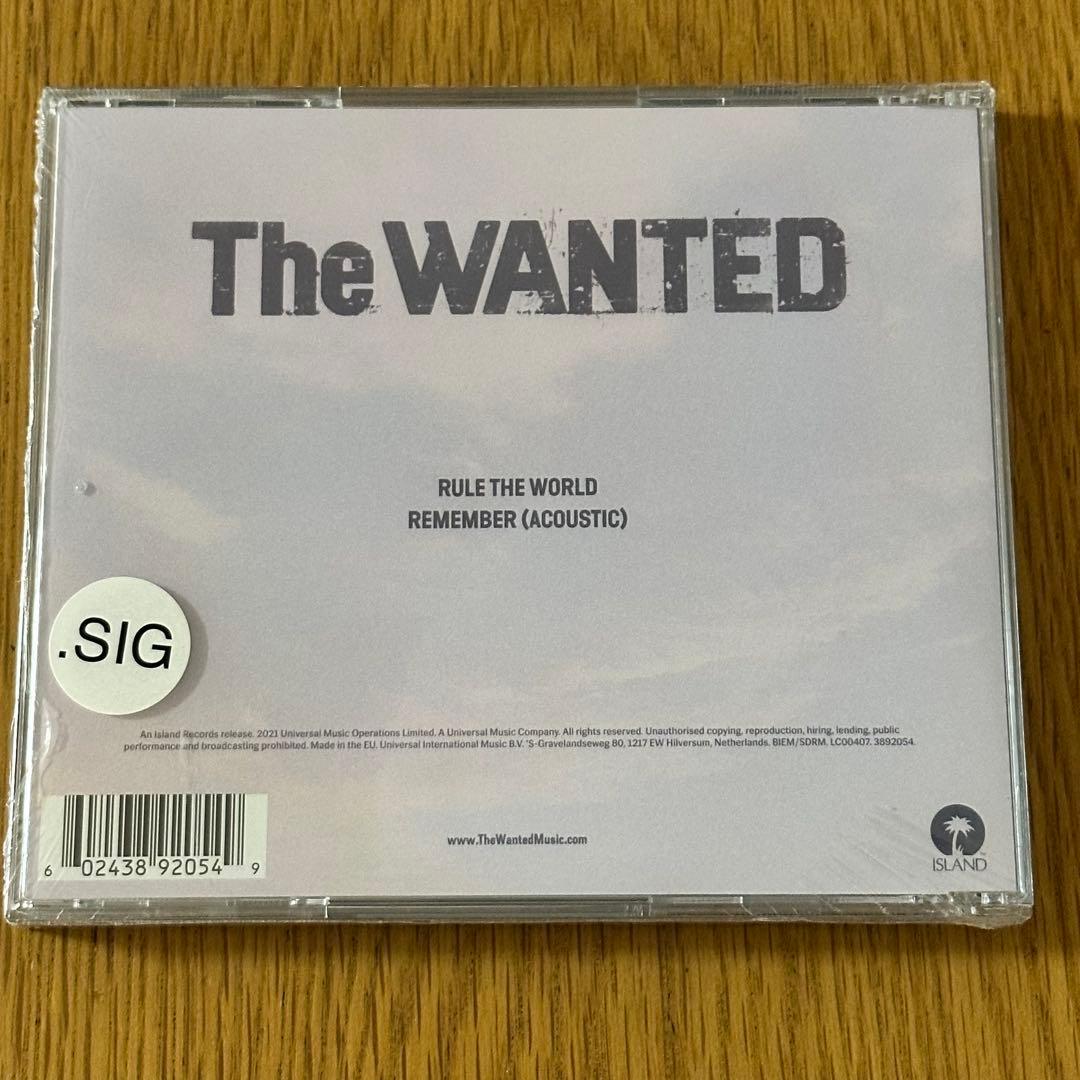 The WANTED
RULE THE WORLD
REMEMBER (ACOUSTIC)
.SIG
An Island Records release. 2021 Universal Music Operations Limited. A Universal Music Company. All rights reserved. Unauthorised copying, reproduction, hiring, lending, public
performance and broadcasting prohibited. Made in the EU. Universal International Music B.V. 'S-Gravelandseweg 80, 1217 EW Hilversum, Netherlands. BIEM/SDRM. LC00407. 3892054.
www.TheWantedMusic.com
6 02438 92054 9
ISLAND